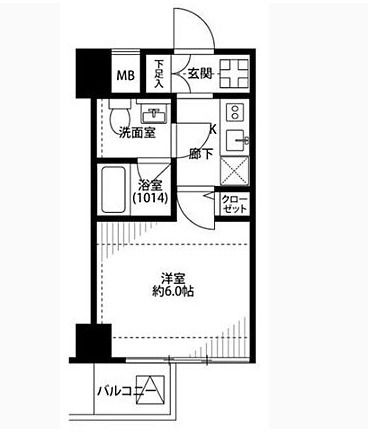 MB
下足入
玄関
洗面室
K
廊下
浴室
(1014)
クロー
ゼット
洋室
約6.0帖
バルコニー